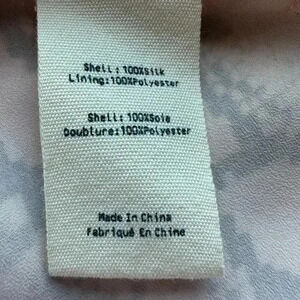 Shell: 100%Silk
Lining:100%Polyester
Shell: 100%Soie
Doublure:100%Polyester
Made In China
Fabriqué En Chine